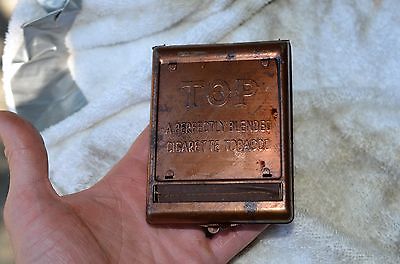 TOP
A PERFECTLY BLENDED
CIGARETTE TOBACCO